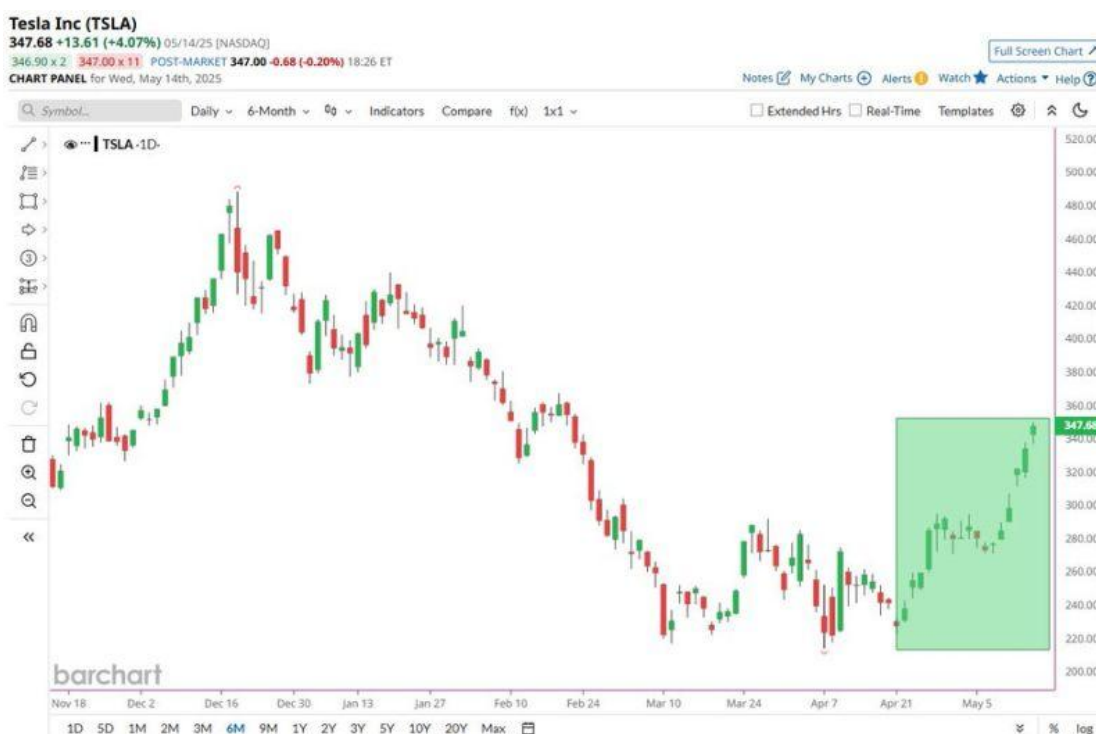 Tesla Inc (TSLA)
347.68 +13.61 (+4.07%) 05/14/25 [NASDAQ]
346.90 x 2 347.00 x 11 POST-MARKET 347.00 -0.68 (-0.20%) 18:26 ET
Full Screen Chart
CHART PANEL for Wed, May 14th, 2025
Notes My Charts Alerts Watch Actions Help
Symbol... Daily 6-Month Indicators Compare f(x) 1x1 Extended Hrs Real-Time Templates
TSLA -1D-
520.00
500.00
480.00
460.00
440.00
420.00
400.00
380.00
360.00
347.68
340.00
320.00
300.00
280.00
260.00
240.00
220.00
200.00
3
barchart
Nov 18 Dec 2 Dec 16 Dec 30 Jan 13 Jan 27 Feb 10 Feb 24 Mar 10 Mar 24 Apr 7 Apr 21 May 5
1D 5D 1M 2M 3M 6M 9M 1Y 2Y 3Y 5Y 10Y 20Y Max % log